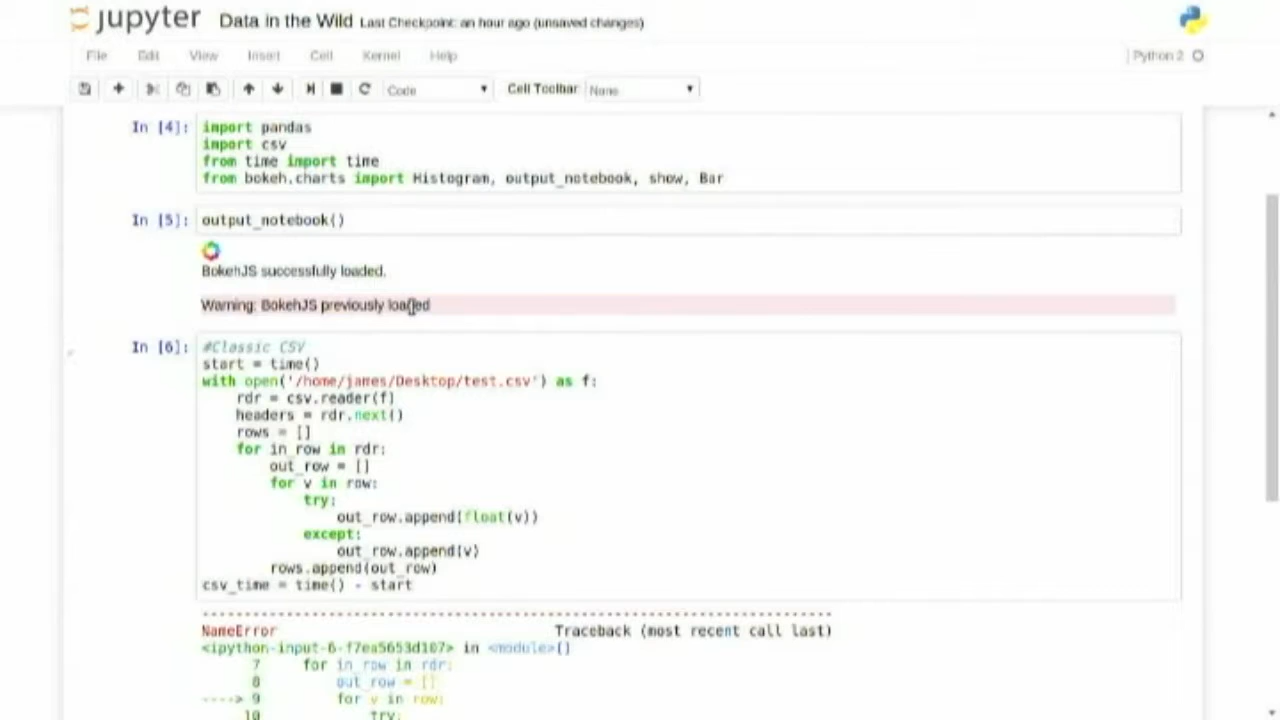 jupyter Data in the Wild Last Checkpoint: an hour ago (unsaved changes)
File Edit View Insert Cell Kernel Help Python 2
Code Cell Toolbar: None
In [4]: import pandas
import csv
from time import time
from bokeh.charts import Histogram, output_notebook, show, Bar
In [5]: output_notebook()
BokehJS successfully loaded.
Warning: BokehJS previously loaded
In [6]: #Classic CSV
start = time()
with open('/home/james/Desktop/test.csv') as f:
rdr = csv.reader(f)
headers = rdr.next()
rows = []
for in_row in rdr:
out_row = []
for v in row:
try:
out_row.append(float(v))
except:
out_row.append(v)
rows.append(out_row)
csv_time = time() - start
---------------------------------------------------------------------------
NameError Traceback (most recent call last)
<ipython-input-6-f7ea5653d107> in <module>()
7 for in_row in rdr:
8 out_row = []
----> 9 for v in row:
10 try: